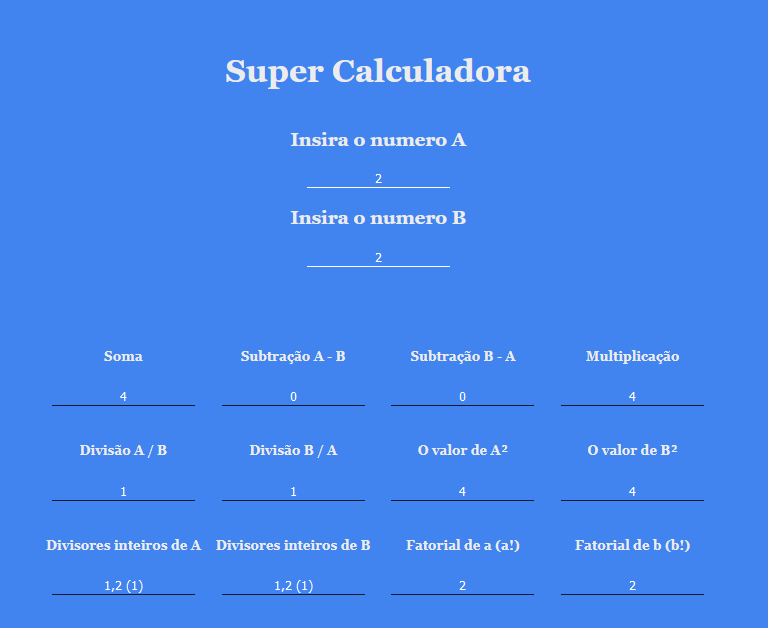 Super Calculadora
Insira o numero A
2
Insira o numero B
2
Soma Subtração A - B Subtração B - A Multiplicação
4 0 0 4
Divisão A / B Divisão B / A O valor de A² O valor de B²
1 1 4 4
Divisores inteiros de A Divisores inteiros de B Fatorial de a (a!) Fatorial de b (b!)
1,2 (1) 1,2 (1) 2 2